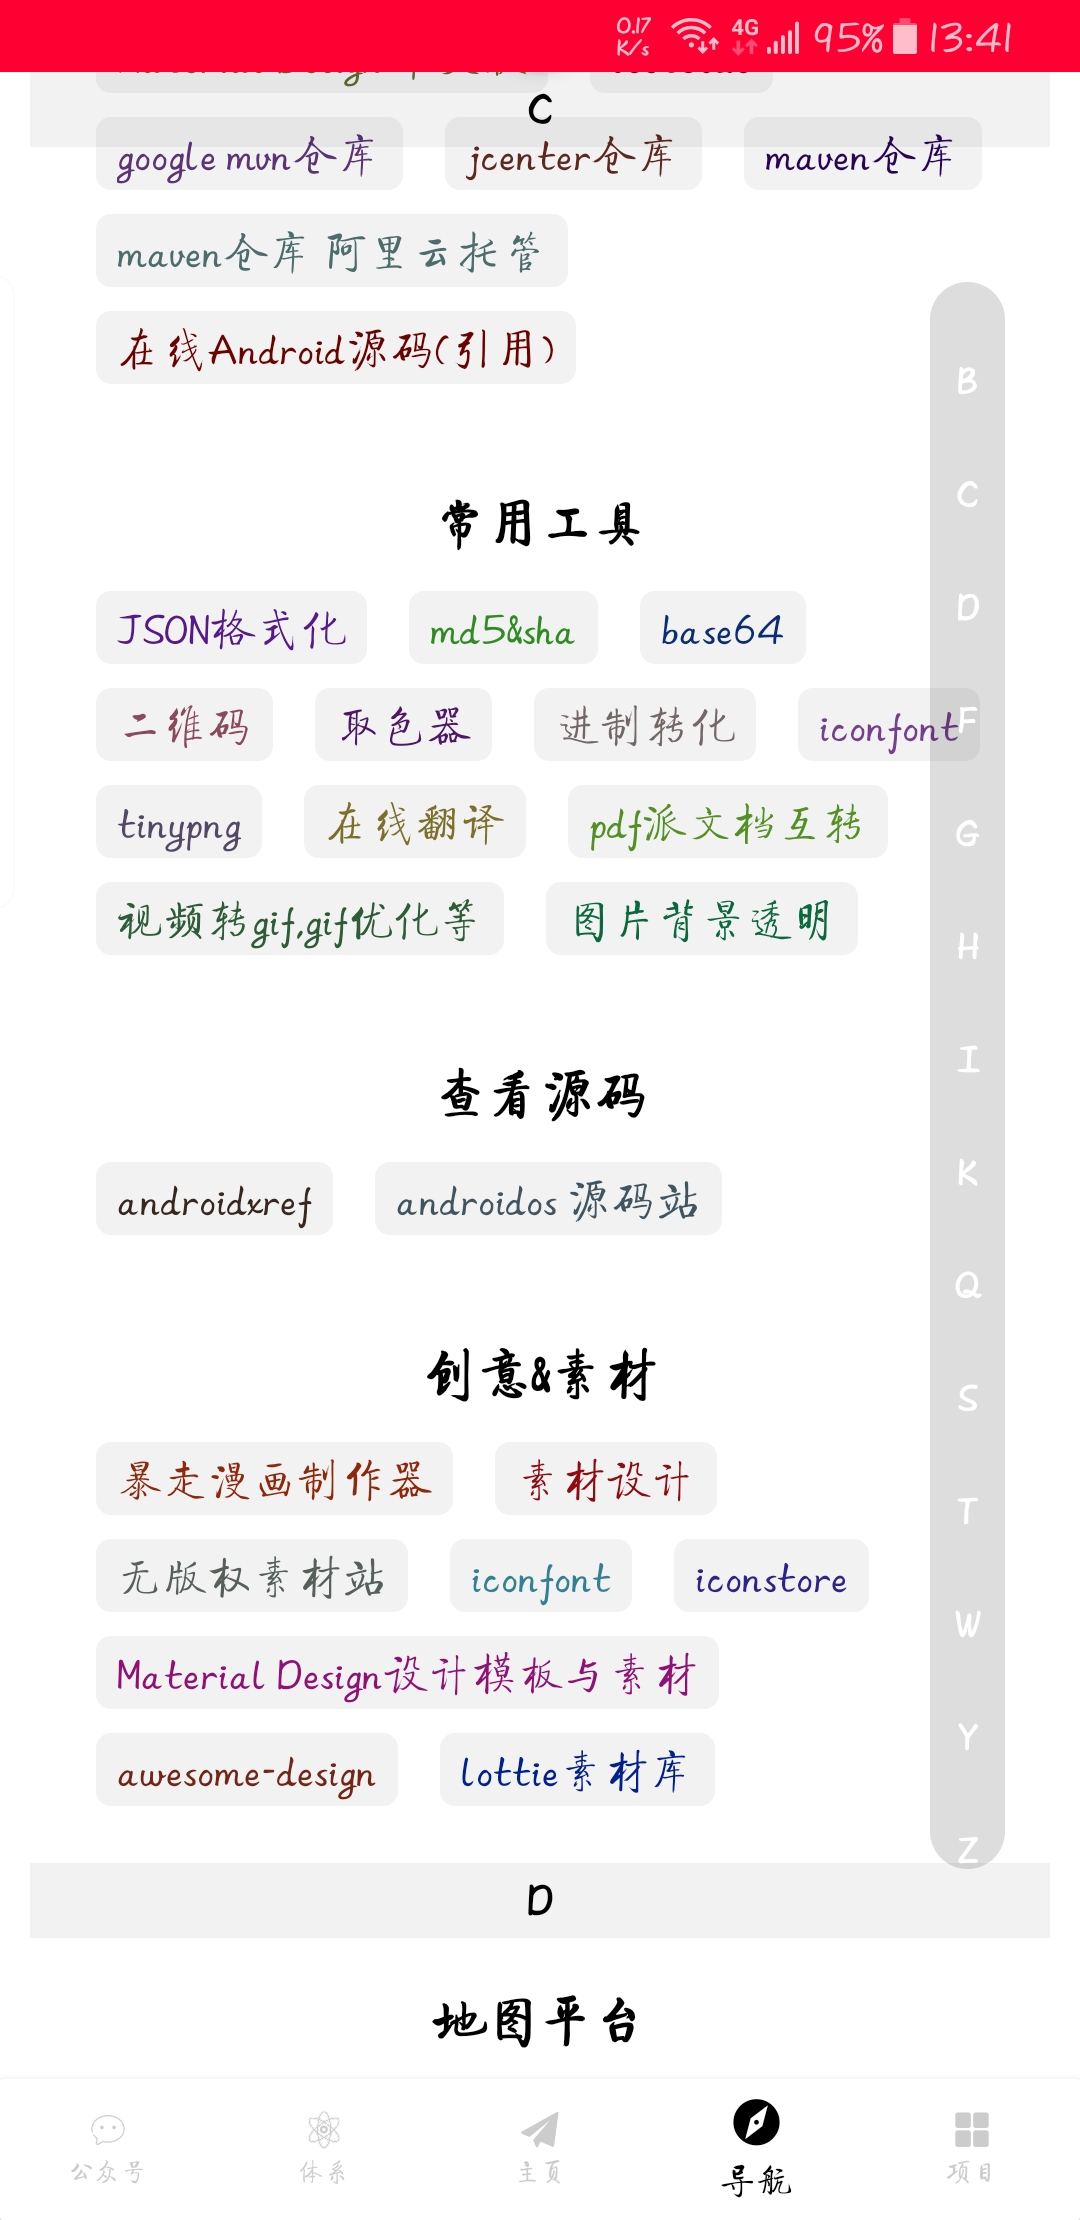 0.17 K/s 4G 95% 13:41
C
google mvn仓库 jcenter仓库 maven仓库
maven仓库 阿里云托管
在线Android源码(引用)
B
C
D
F
G
H
I
K
Q
S
T
W
Y
Z
常用工具
JSON格式化 md5&sha base64
二维码 取色器 进制转化 iconfont
tinypng 在线翻译 pdf派文档互转
视频转gif,gif优化等 图片背景透明
查看源码
androidxref androidos 源码站
创意&素材
暴走漫画制作器 素材设计
无版权素材站 iconfont iconstore
Material Design设计模板与素材
awesome-design lottie素材库
D
地图平台
公众号 体系 主页 导航 项目